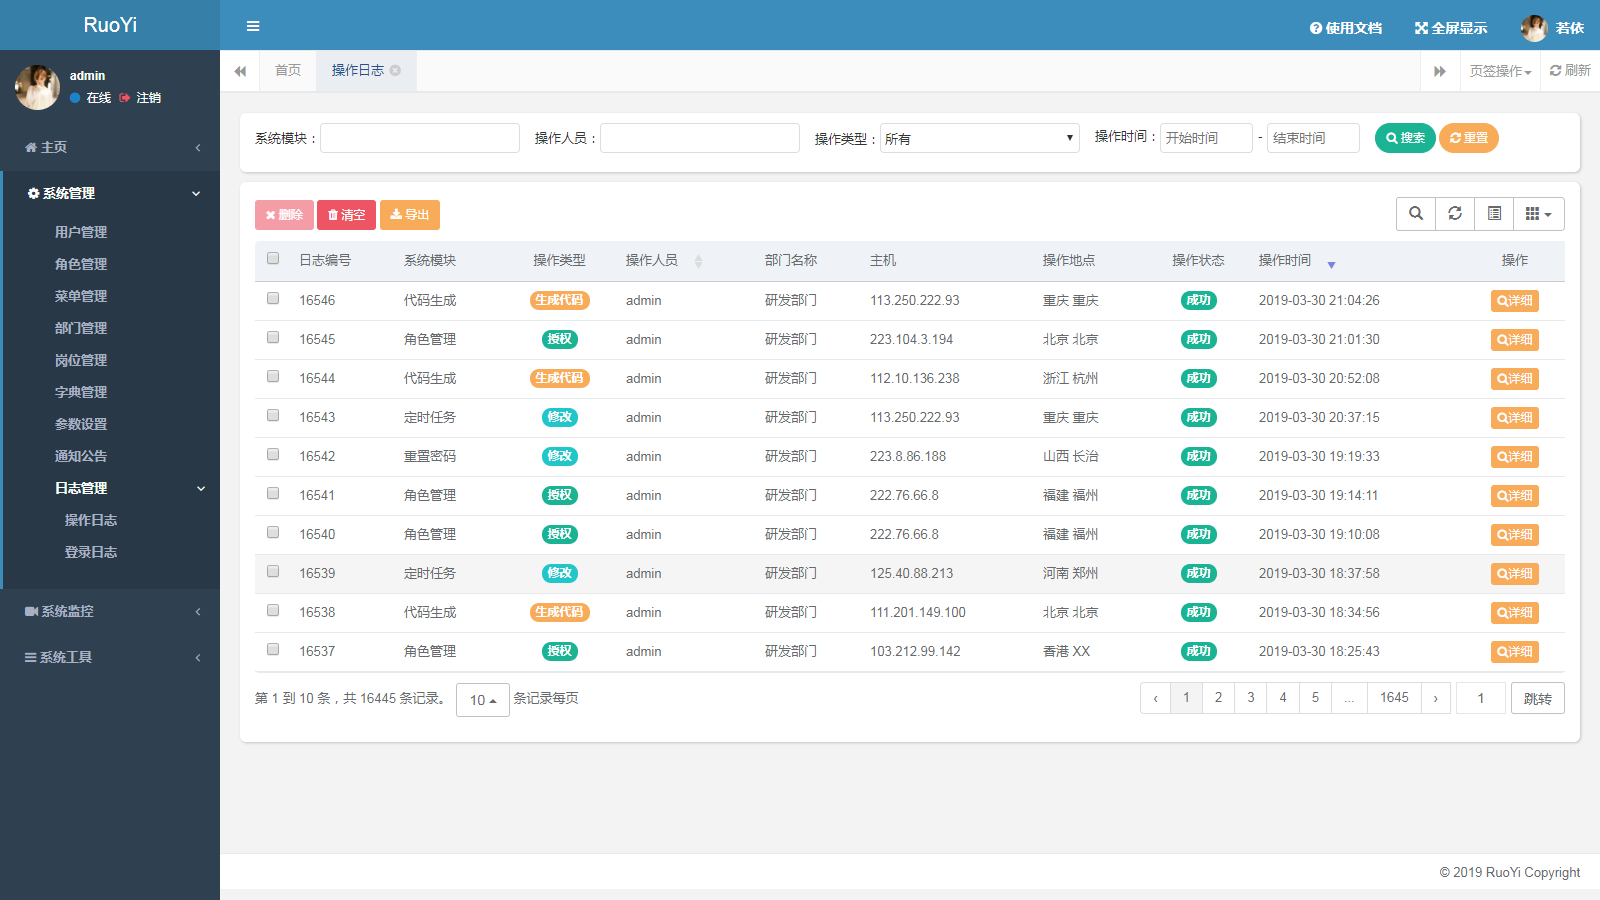 RuoYi
使用文档 全屏显示 若依
admin
在线 注销
主页
系统管理
用户管理
角色管理
菜单管理
部门管理
岗位管理
字典管理
参数设置
通知公告
日志管理
操作日志
登录日志
系统监控
系统工具
首页 操作日志 页签操作 刷新
系统模块： 操作人员： 操作类型： 所有 操作时间： 开始时间 - 结束时间 搜索 重置
删除 清空 导出
日志编号 系统模块 操作类型 操作人员 部门名称 主机 操作地点 操作状态 操作时间 操作
16546 代码生成 生成代码 admin 研发部门 113.250.222.93 重庆 重庆 成功 2019-03-30 21:04:26 详细
16545 角色管理 授权 admin 研发部门 223.104.3.194 北京 北京 成功 2019-03-30 21:01:30 详细
16544 代码生成 生成代码 admin 研发部门 112.10.136.238 浙江 杭州 成功 2019-03-30 20:52:08 详细
16543 定时任务 修改 admin 研发部门 113.250.222.93 重庆 重庆 成功 2019-03-30 20:37:15 详细
16542 重置密码 修改 admin 研发部门 223.8.86.188 山西 长治 成功 2019-03-30 19:19:33 详细
16541 角色管理 授权 admin 研发部门 222.76.66.8 福建 福州 成功 2019-03-30 19:14:11 详细
16540 角色管理 授权 admin 研发部门 222.76.66.8 福建 福州 成功 2019-03-30 19:10:08 详细
16539 定时任务 修改 admin 研发部门 125.40.88.213 河南 郑州 成功 2019-03-30 18:37:58 详细
16538 代码生成 生成代码 admin 研发部门 111.201.149.100 北京 北京 成功 2019-03-30 18:34:56 详细
16537 角色管理 授权 admin 研发部门 103.212.99.142 香港 XX 成功 2019-03-30 18:25:43 详细
第 1 到 10 条，共 16445 条记录。 10 条记录每页 ‹ 1 2 3 4 5 ... 1645 › 1 跳转
© 2019 RuoYi Copyright